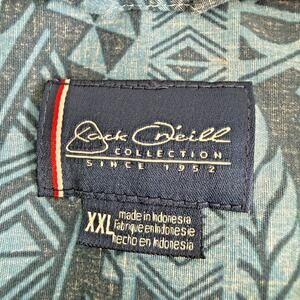 Jack O'Neill
COLLECTION
SINCE 1952
XXL
made in Indonesia
Fabriqué en Indonésie
hecho en Indonesia